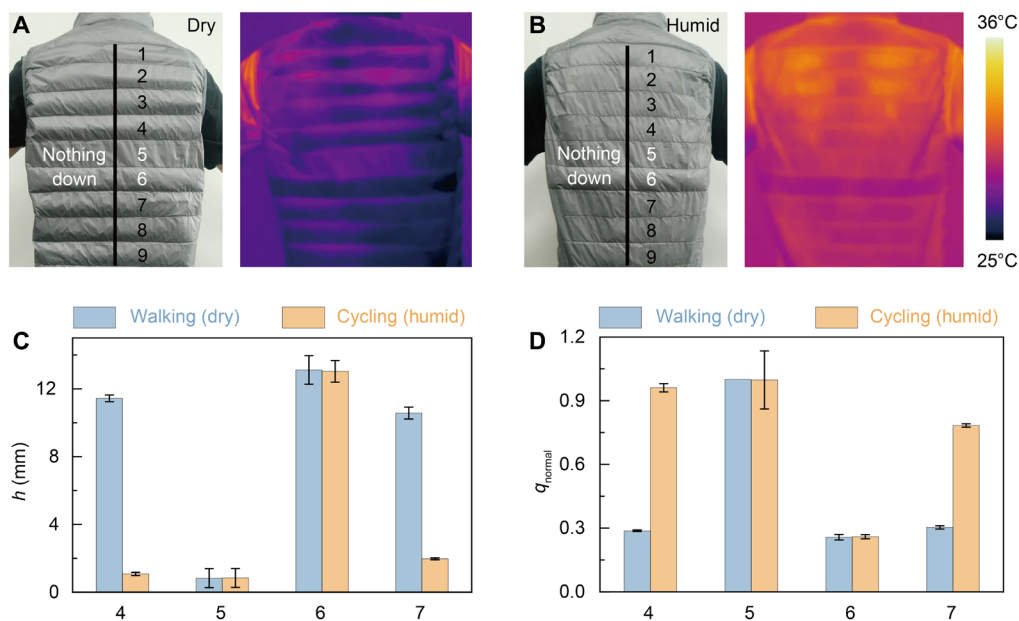 A
Dry
1
2
3
4
Nothing
down
5
6
7
8
9
B
Humid
1
2
3
4
Nothing
down
5
6
7
8
9
36°C
25°C
Walking (dry)
Cycling (humid)
C
h (mm)
12
8
4
0
4
5
6
7
Walking (dry)
Cycling (humid)
D
qnormal
1.2
0.9
0.6
0.3
0.0
4
5
6
7